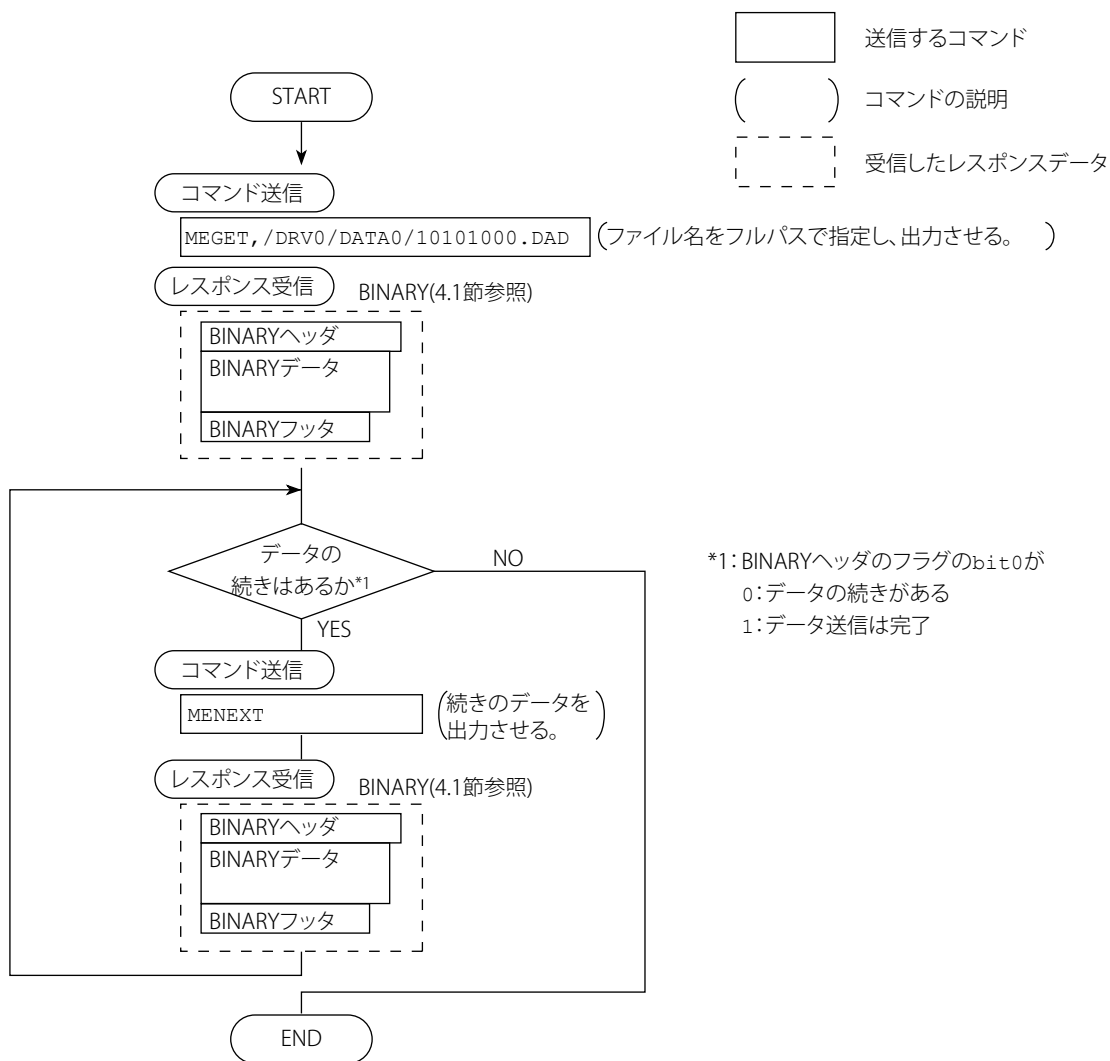 送信するコマンド
START
コマンドの説明
受信したレスポンスデータ
コマンド送信
MEGET,/DRV0/DATA0/10101000.DAD (ファイル名をフルパスで指定し、出力させる。 )
レスポンス受信 BINARY(4.1節参照)
BINARYヘッダ
BINARYデータ
BINARYフッタ
データの
続きはあるか*1
NO
YES
*1：BINARYヘッダのフラグのbit0が
0：データの続きがある
1：データ送信は完了
コマンド送信
MENEXT
(続きのデータを
出力させる。 )
レスポンス受信 BINARY(4.1節参照)
BINARYヘッダ
BINARYデータ
BINARYフッタ
END